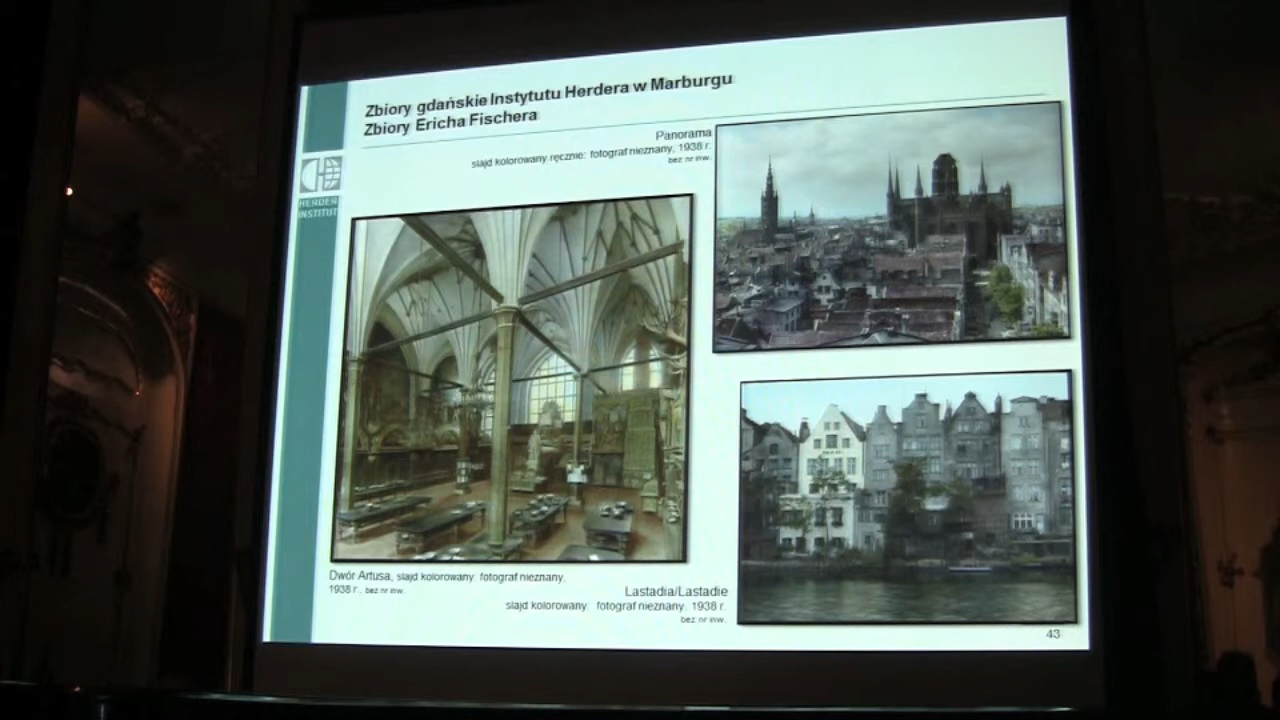 Zbiory gdańskie Instytutu Herdera w Marburgu
Zbiory Ericha Fischera
HERDER
INSTITUT
Panorama
slajd kolorowany ręcznie: fotograf nieznany, 1938 r.
bez nr inw.
Dwór Artusa, slajd kolorowany: fotograf nieznany,
1938 r., bez nr inw.
Lastadia/Lastadie
slajd kolorowany: fotograf nieznany, 1938 r.
bez nr inw.
43